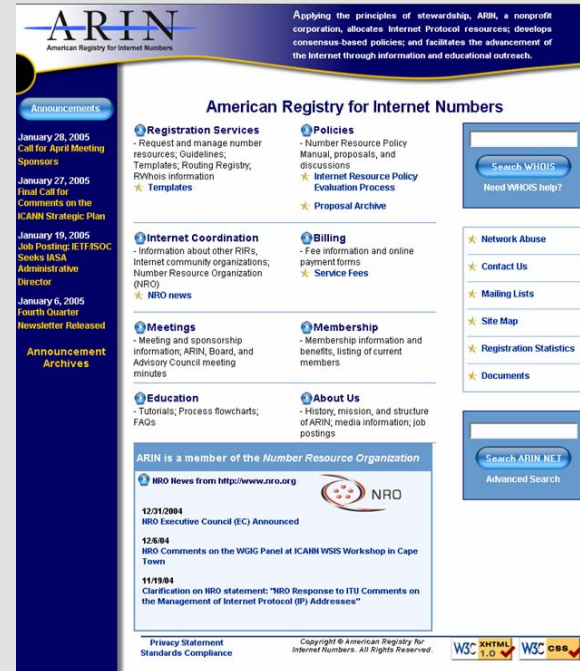 ARIN
American Registry for Internet Numbers
Applying the principles of stewardship, ARIN, a nonprofit
corporation, allocates Internet Protocol resources; develops
consensus-based policies; and facilitates the advancement of
the Internet through information and educational outreach.
Announcements
January 28, 2005
Call for April Meeting
Sponsors
January 27, 2005
Final Call for
Comments on the
ICANN Strategic Plan
January 19, 2005
Job Posting: IETF/ISOC
Seeks IASA
Administrative
Director
January 6, 2005
Fourth Quarter
Newsletter Released
Announcement
Archives
American Registry for Internet Numbers
Registration Services
- Request and manage number
resources; Guidelines;
Templates; Routing Registry;
RWhois information
Templates
Policies
- Number Resource Policy
Manual, proposals, and
discussions
Internet Resource Policy
Evaluation Process
Proposal Archive
Internet Coordination
- Information about other RIRs,
Internet community organizations;
Number Resource Organization
(NRO)
NRO news
Billing
- Fee information and online
payment forms
Service Fees
Meetings
- Meeting and sponsorship
information; ARIN, Board, and
Advisory Council meeting
minutes
Membership
- Membership information and
benefits, listing of current
members
Education
- Tutorials; Process flowcharts;
FAQs
About Us
- History, mission, and structure
of ARIN; media information; job
postings
ARIN is a member of the Number Resource Organization
NRO News from http://www.nro.org
NRO
12/31/2004
NRO Executive Council (EC) Announced
12/6/04
NRO Comments on the WGIG Panel at ICANN WSIS Workshop in Cape
Town
11/19/04
Clarification on NRO statement: "NRO Response to ITU Comments on
the Management of Internet Protocol (IP) Addresses"
Search WHOIS
Need WHOIS help?
Network Abuse
Contact Us
Mailing Lists
Site Map
Registration Statistics
Documents
Search ARIN.NET
Advanced Search
Privacy Statement
Standards Compliance
Copyright © American Registry for
Internet Numbers. All Rights Reserved.
W3C XHTML 1.0
W3C CSS